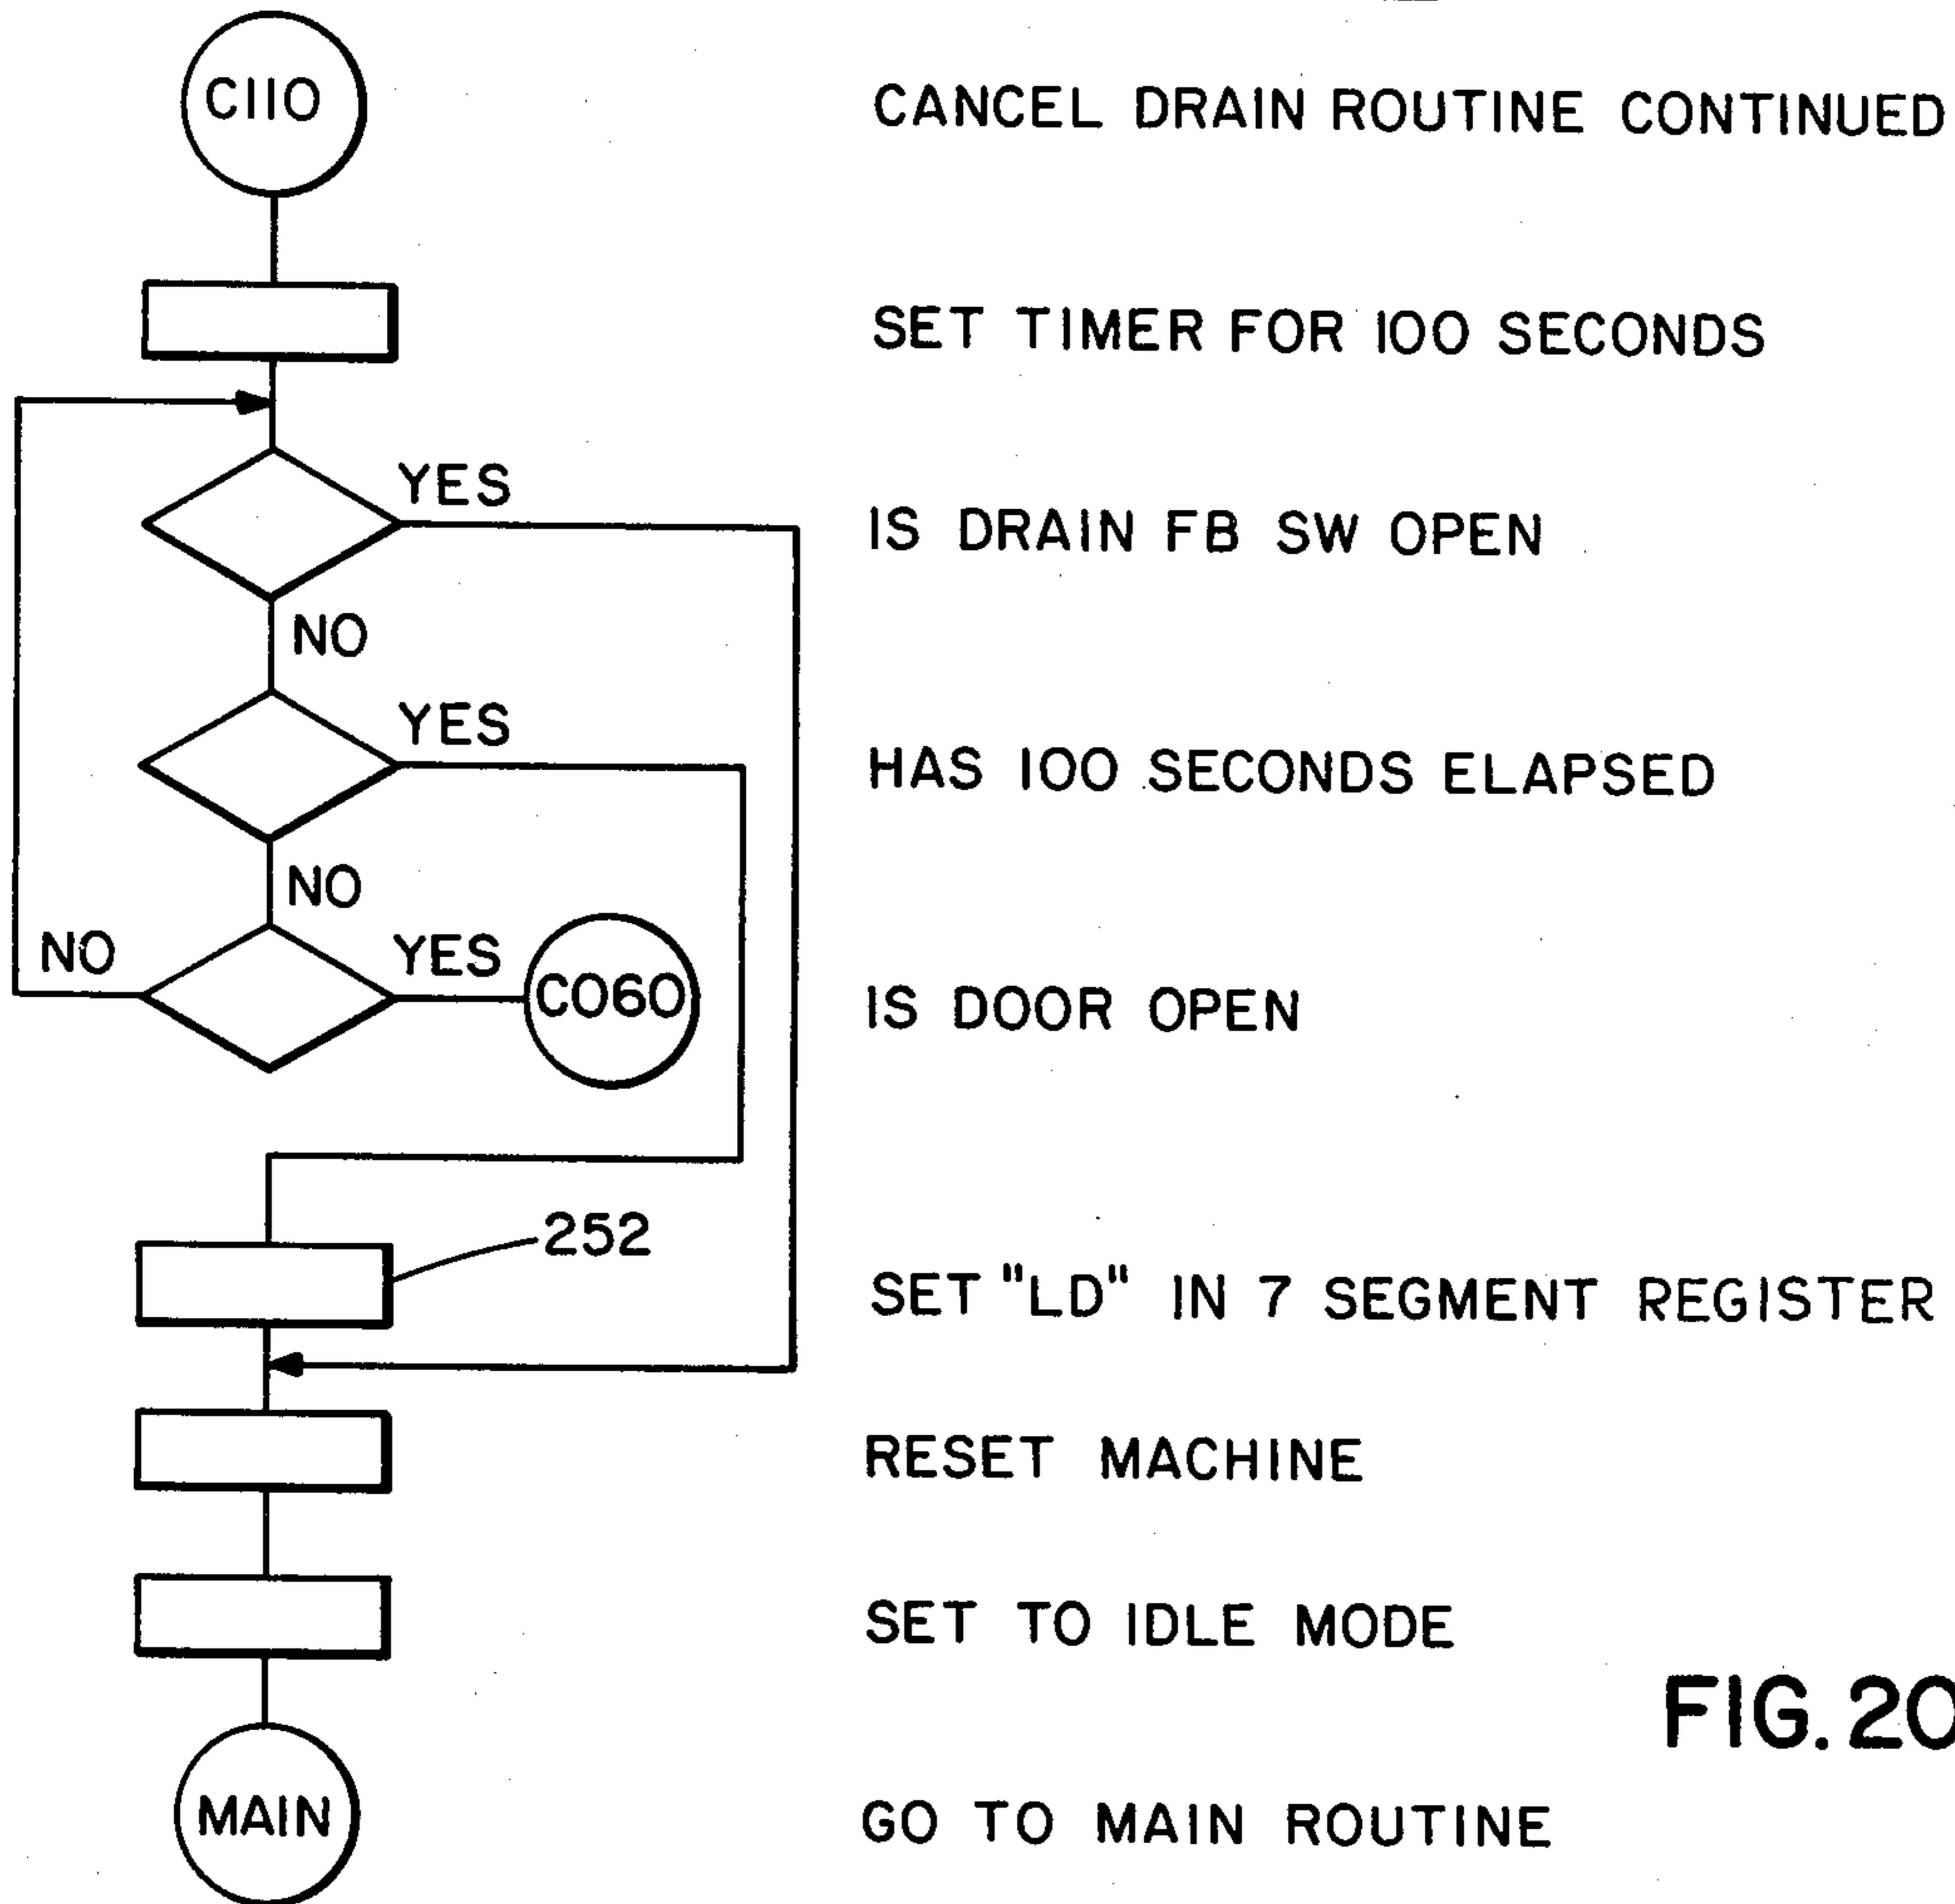 C110
CANCEL DRAIN ROUTINE CONTINUED
SET TIMER FOR 100 SECONDS
YES
IS DRAIN FB SW OPEN
NO
YES
HAS 100 SECONDS ELAPSED
NO
NO
YES
C060
IS DOOR OPEN
252
SET "LD" IN 7 SEGMENT REGISTER
RESET MACHINE
SET TO IDLE MODE
FIG. 20
MAIN
GO TO MAIN ROUTINE